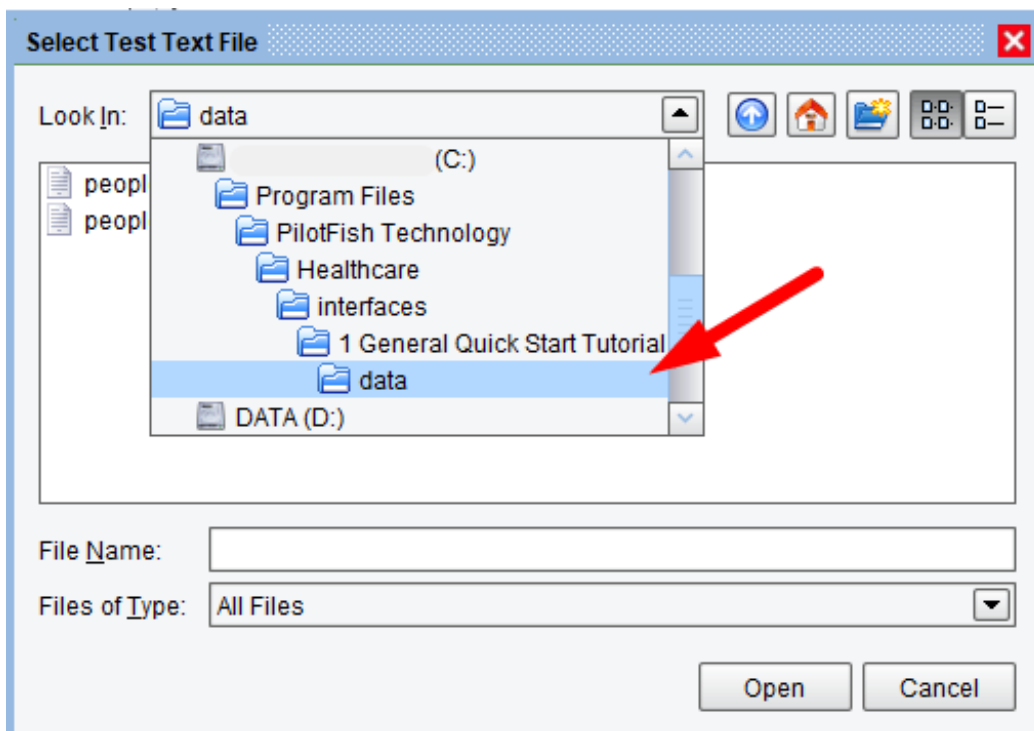 Select Test Text File
Look In: data
(C:)
Program Files
PilotFish Technology
Healthcare
interfaces
1 General Quick Start Tutorial
data
DATA (D:)
peopl
peopl
File Name:
Files of Type: All Files
Open Cancel